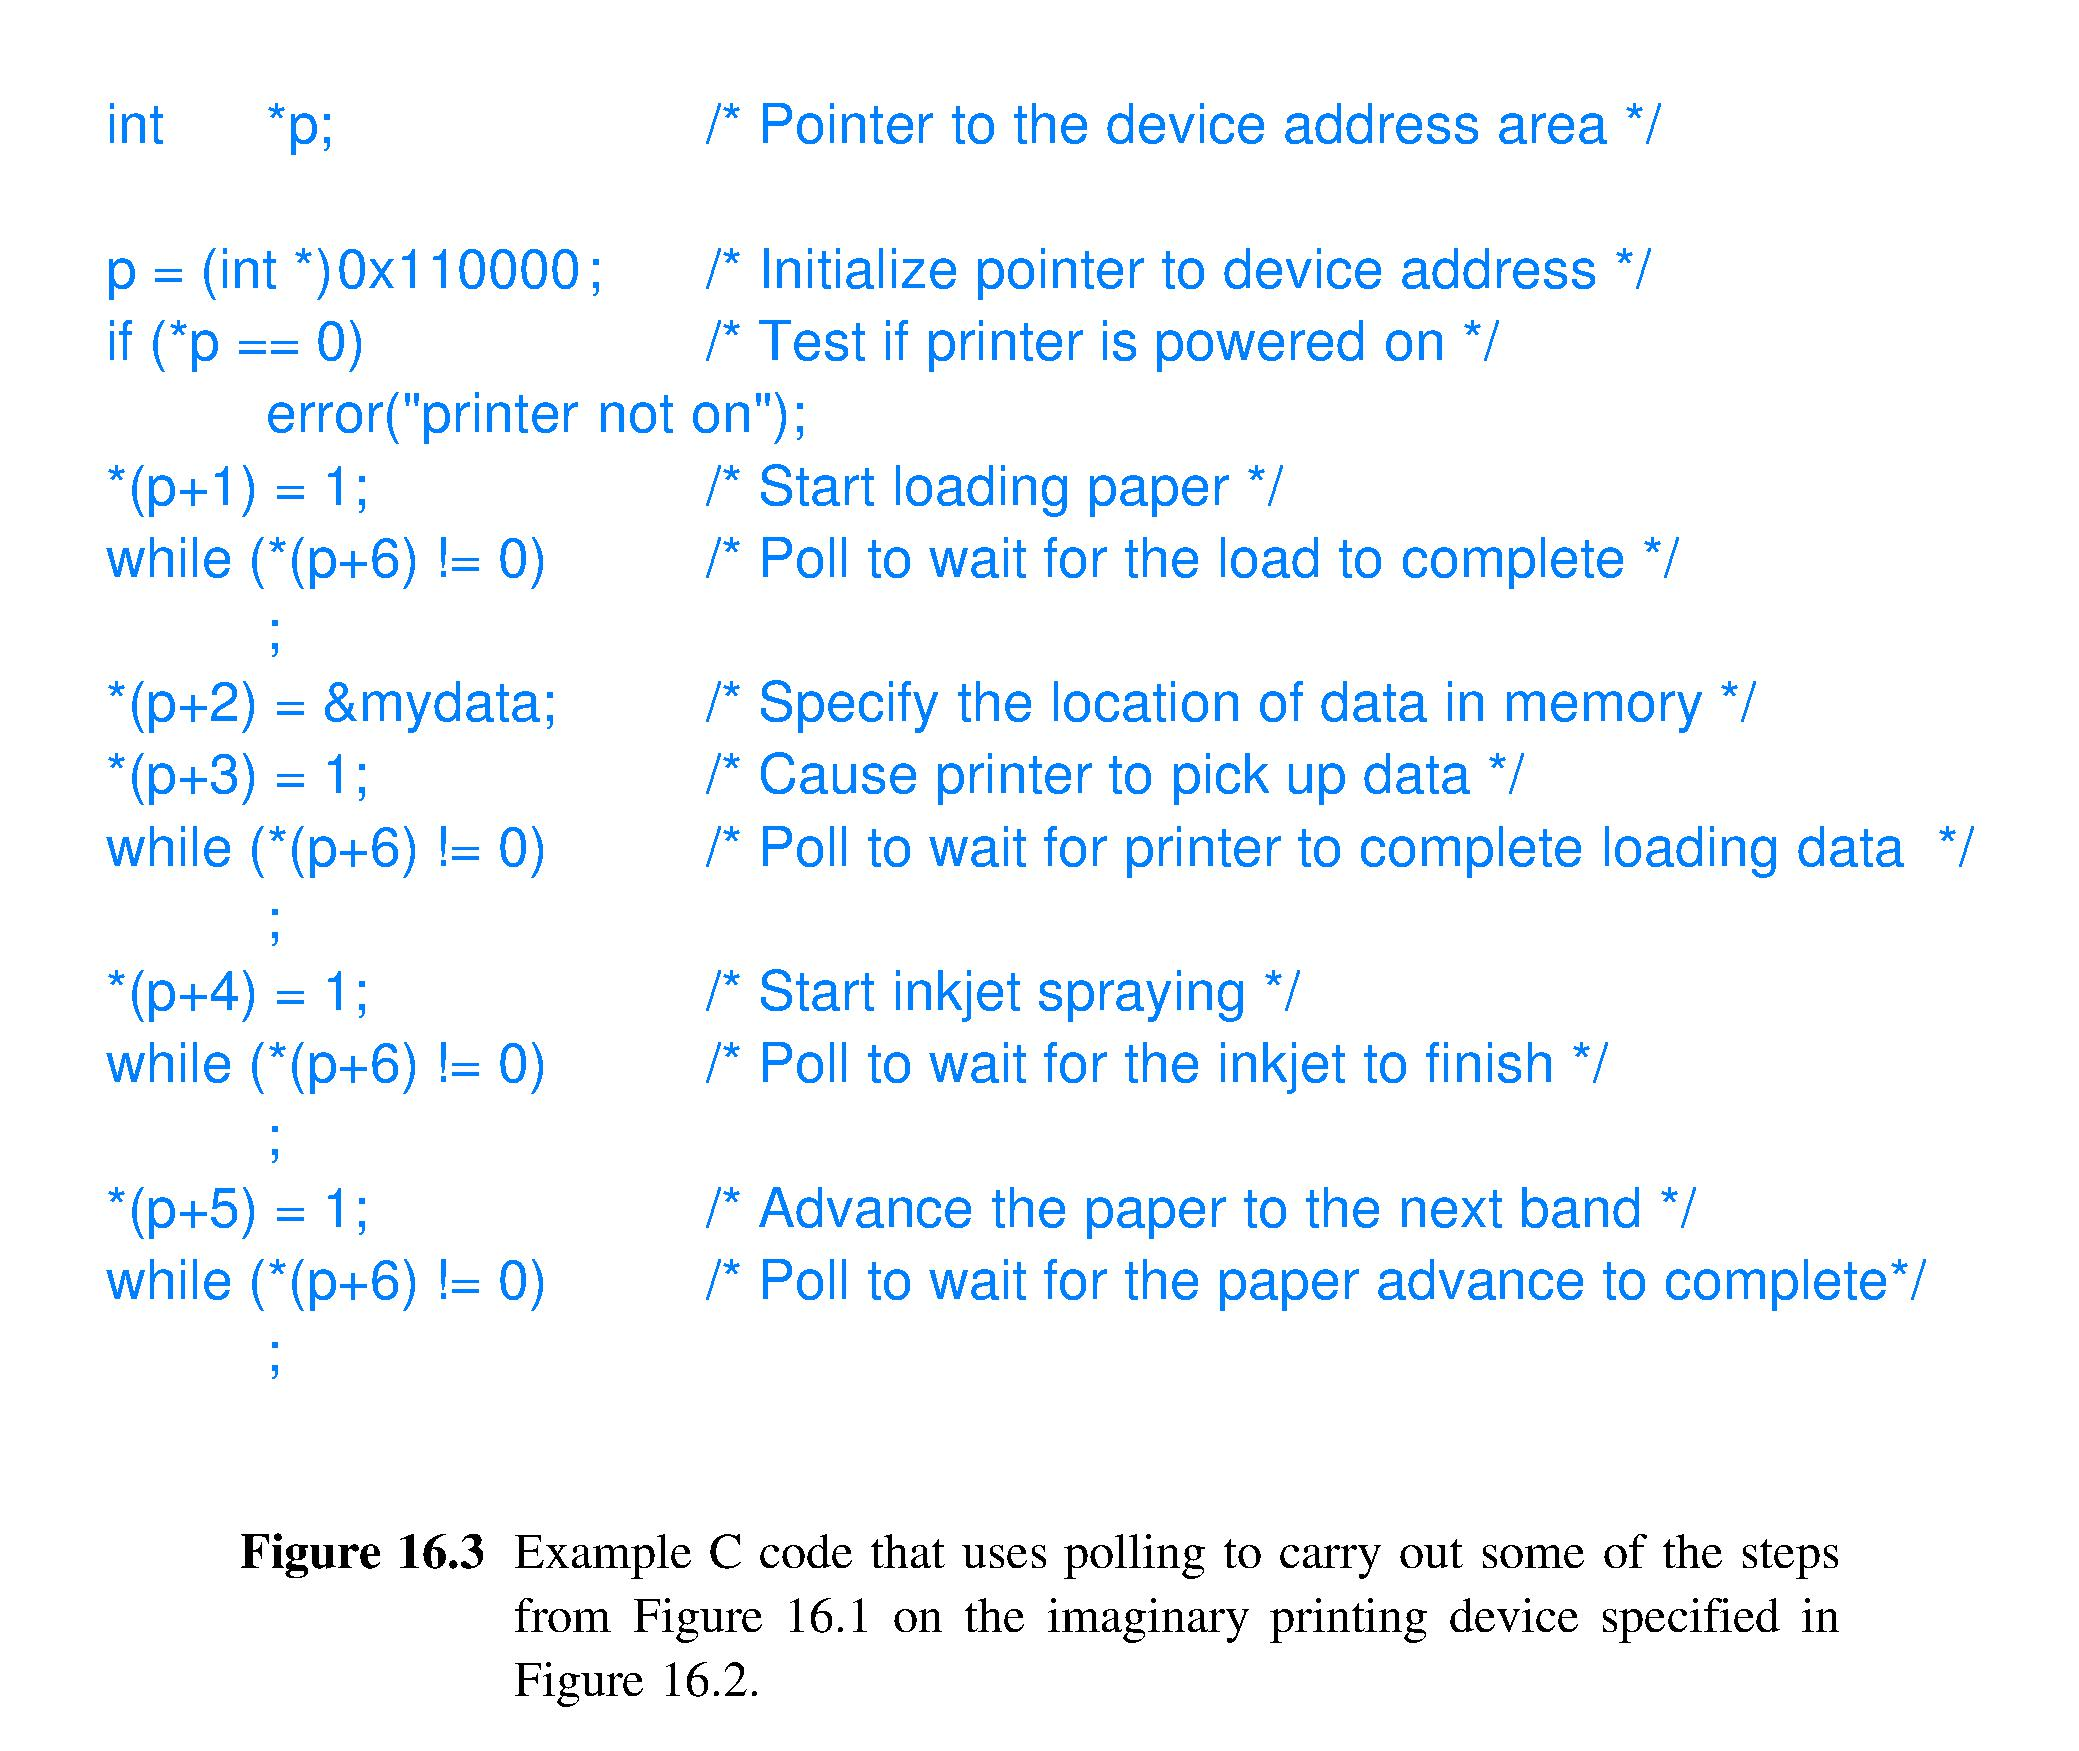 int *p; /* Pointer to the device address area */
p = (int *)0x110000; /* Initialize pointer to device address */
if (*p == 0) /* Test if printer is powered on */
error("printer not on");
*(p+1) = 1; /* Start loading paper */
while (*(p+6) != 0) /* Poll to wait for the load to complete */
;
*(p+2) = &mydata; /* Specify the location of data in memory */
*(p+3) = 1; /* Cause printer to pick up data */
while (*(p+6) != 0) /* Poll to wait for printer to complete loading data */
;
*(p+4) = 1; /* Start inkjet spraying */
while (*(p+6) != 0) /* Poll to wait for the inkjet to finish */
;
*(p+5) = 1; /* Advance the paper to the next band */
while (*(p+6) != 0) /* Poll to wait for the paper advance to complete*/
;
Figure 16.3 Example C code that uses polling to carry out some of the steps
from Figure 16.1 on the imaginary printing device specified in
Figure 16.2.